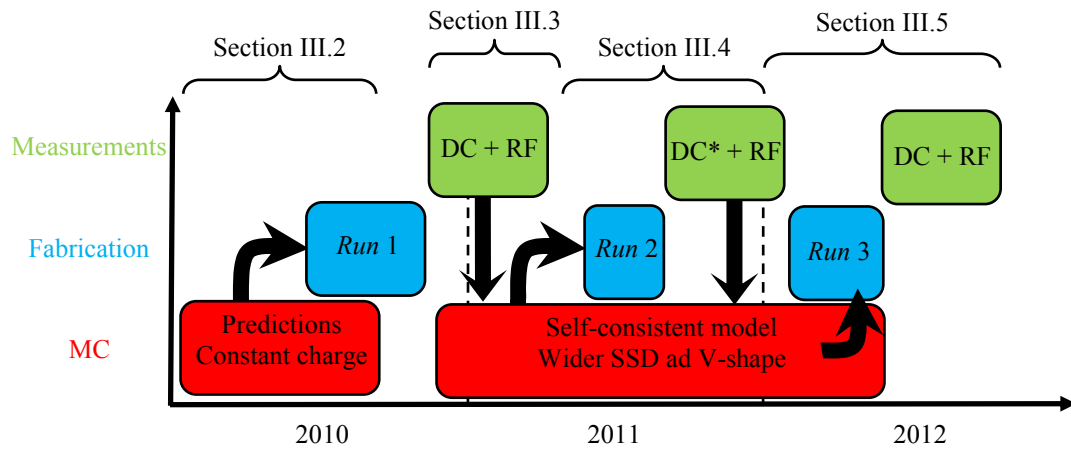 Section III.2
Section III.3
Section III.4
Section III.5
Measurements
DC + RF
DC* + RF
DC + RF
Fabrication
Run 1
Run 2
Run 3
MC
Predictions
Constant charge
Self-consistent model
Wider SSD ad V-shape
2010
2011
2012